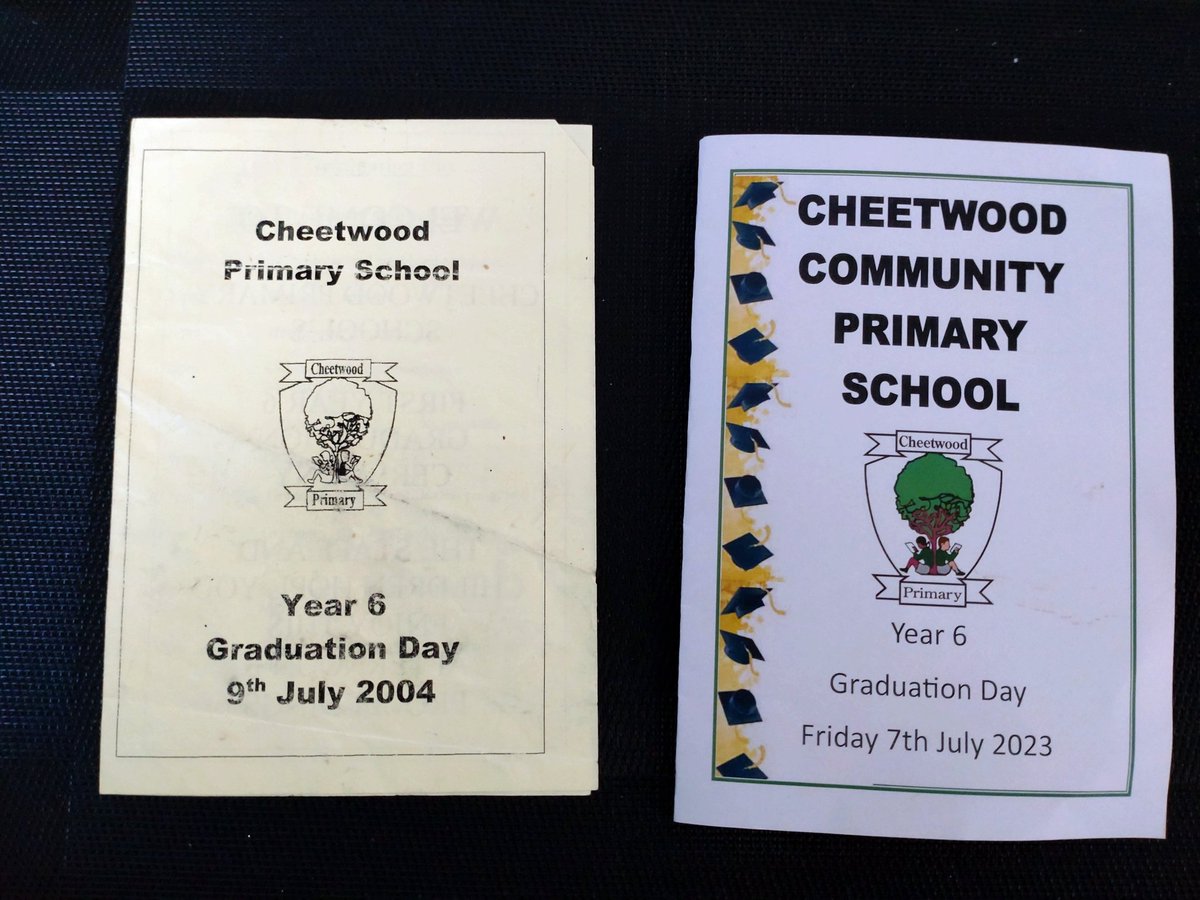 Cheetwood
Primary School
Cheetwood
Primary
Year 6
Graduation Day
9th July 2004
CHEETWOOD
COMMUNITY
PRIMARY
SCHOOL
Cheetwood
Primary
Year 6
Graduation Day
Friday 7th July 2023